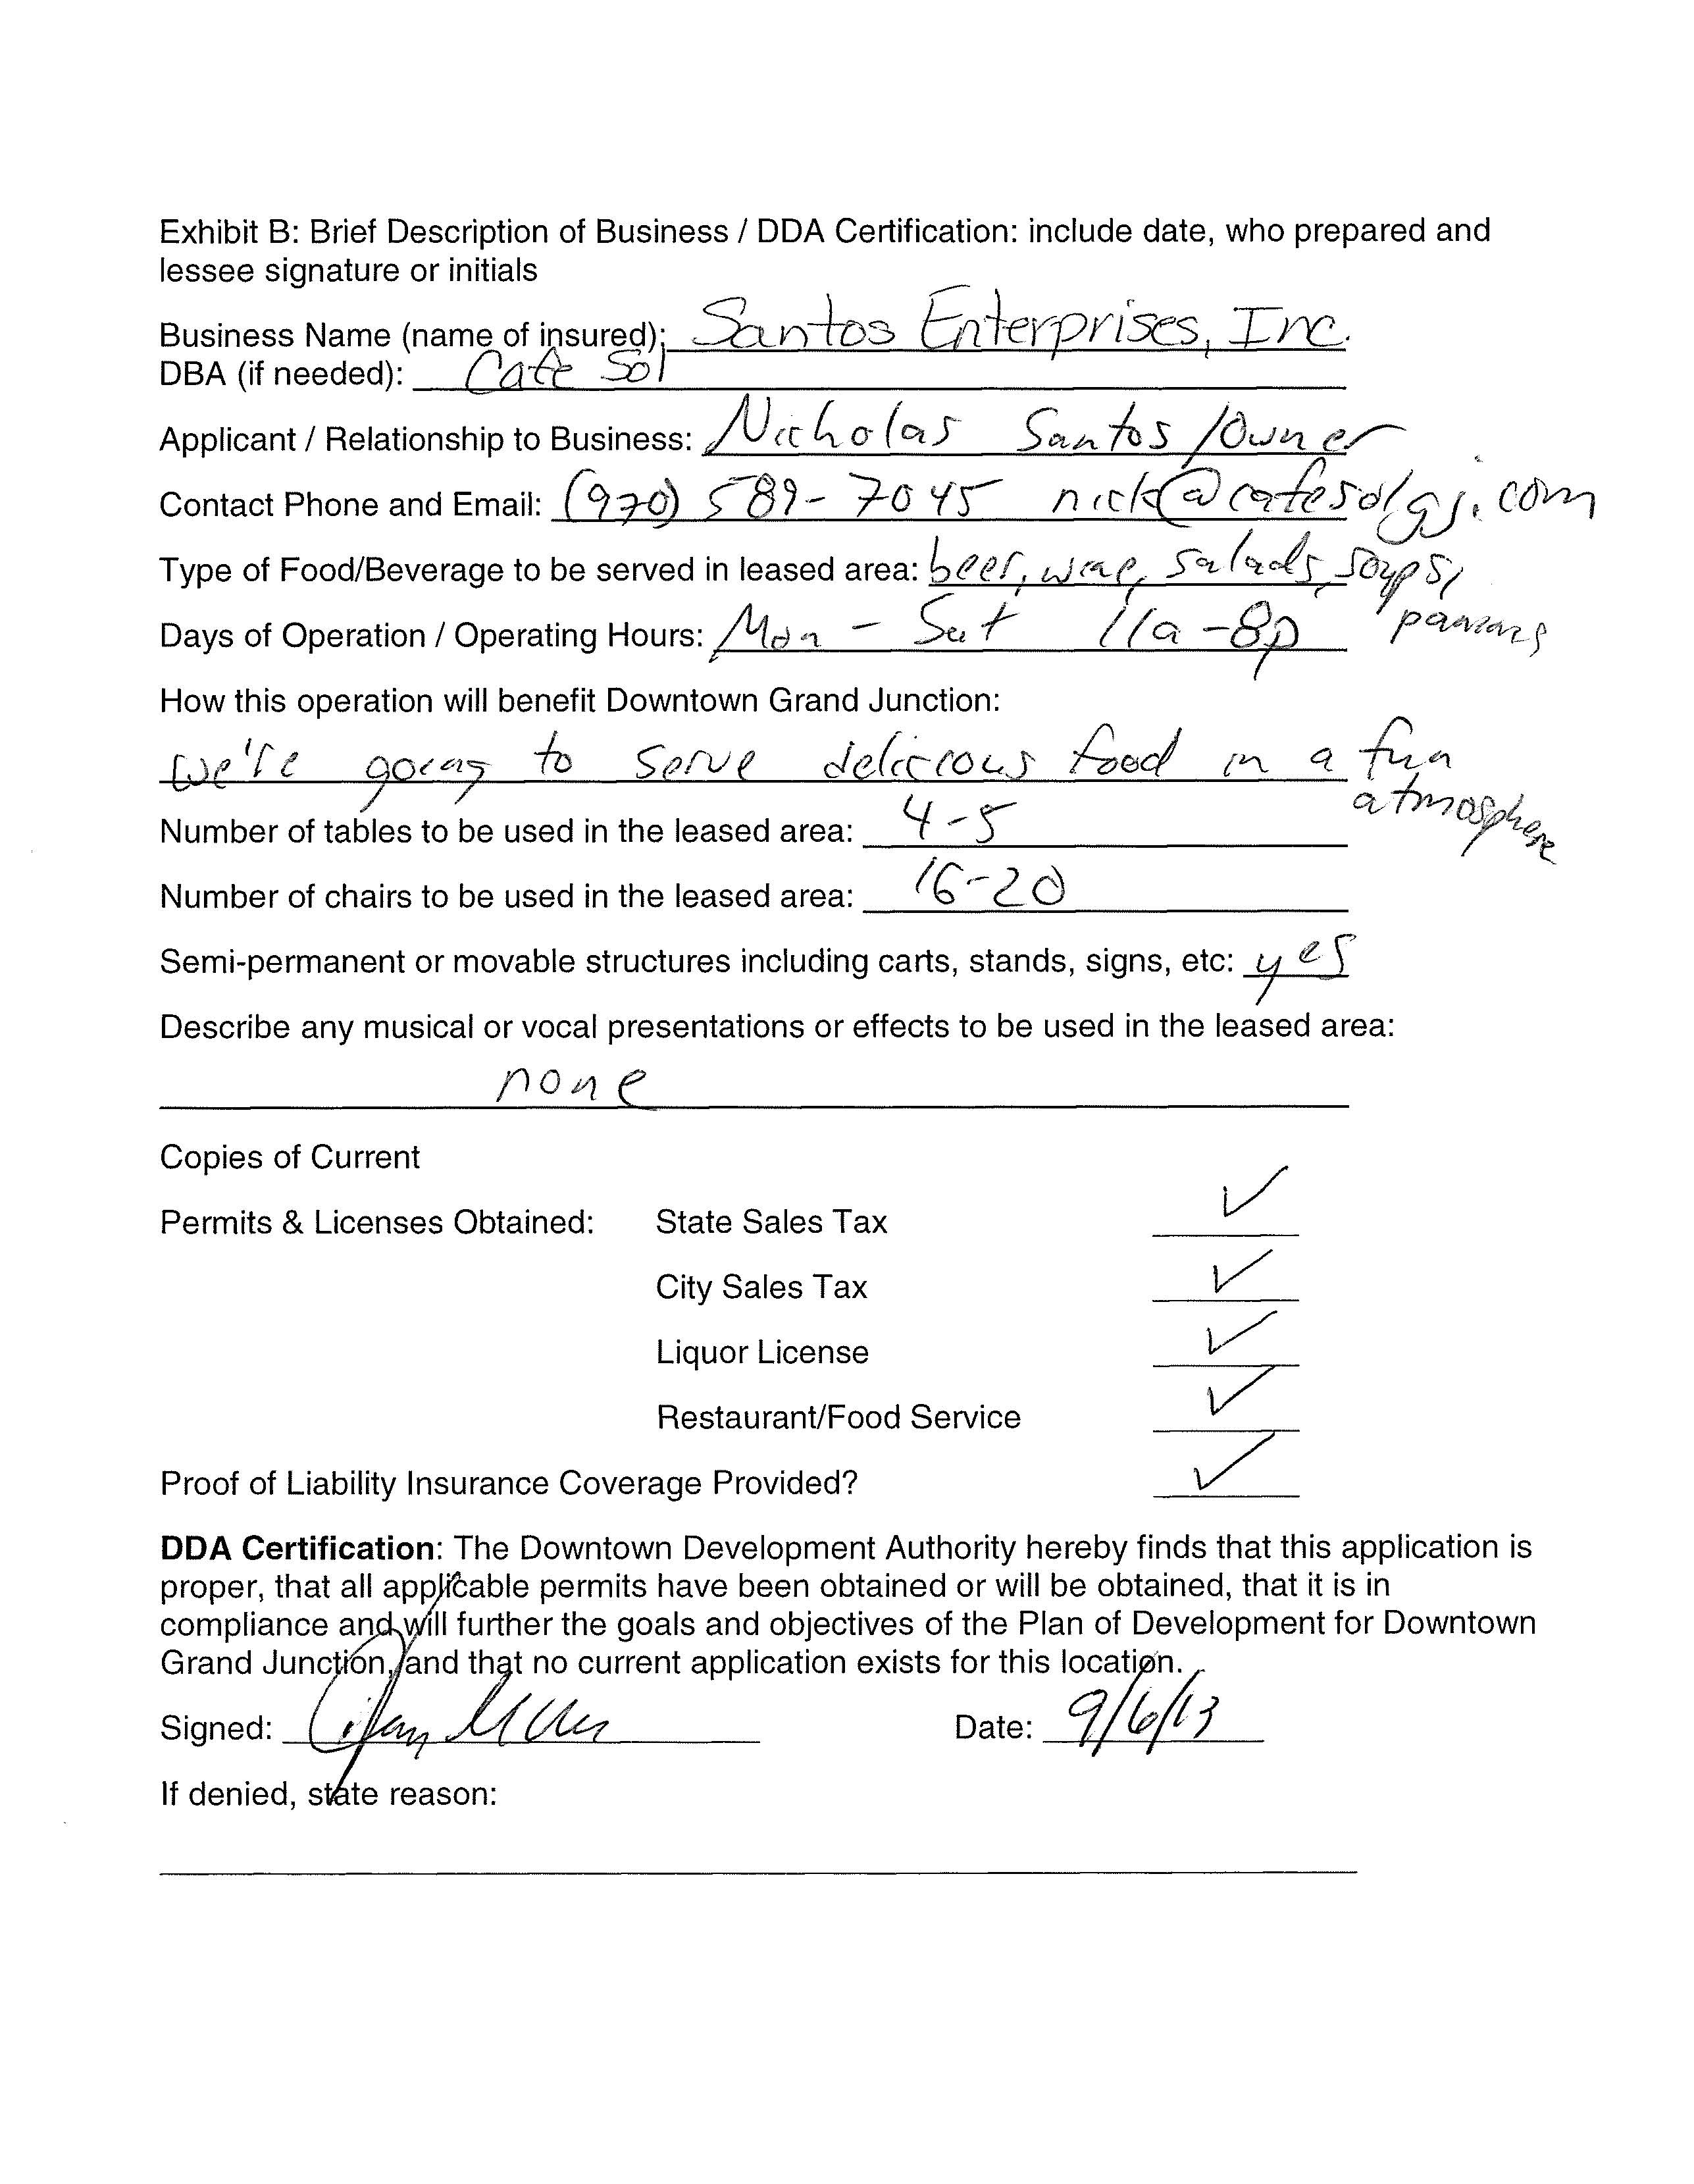 Exhibit B: Brief Description of Business / DDA Certification: include date, who prepared and
lessee signature or initials
Business Name (name of insured): Santos Enterprises, Inc.
DBA (if needed): Cafe Sol
Applicant / Relationship to Business: Nicholas Santos / Owner
Contact Phone and Email: (970) 589-7045 nick@cafesolgj.com
Type of Food/Beverage to be served in leased area: beer, wine, salads, soups,
paninis
Days of Operation / Operating Hours: Mon - Sat 11a-8p
How this operation will benefit Downtown Grand Junction:
we're going to serve delicious food in a fun
atmosphere
Number of tables to be used in the leased area: 4-5
Number of chairs to be used in the leased area: 16-20
Semi-permanent or movable structures including carts, stands, signs, etc: yes
Describe any musical or vocal presentations or effects to be used in the leased area:
none
Copies of Current
Permits & Licenses Obtained: State Sales Tax ✓
City Sales Tax ✓
Liquor License ✓
Restaurant/Food Service ✓
Proof of Liability Insurance Coverage Provided? ✓
DDA Certification: The Downtown Development Authority hereby finds that this application is
proper, that all applicable permits have been obtained or will be obtained, that it is in
compliance and will further the goals and objectives of the Plan of Development for Downtown
Grand Junction, and that no current application exists for this location.
Signed: Date: 9/6/13
If denied, state reason: